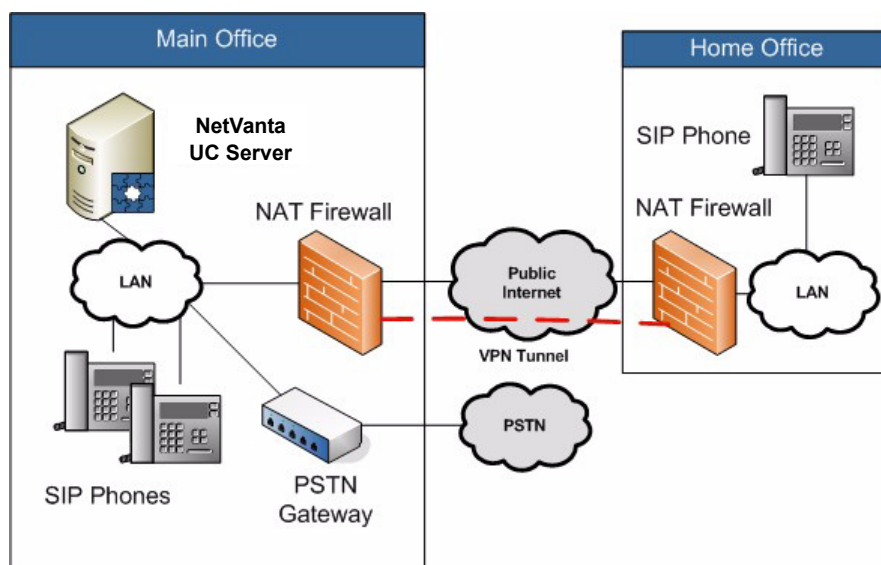 Main Office
NetVanta
UC Server
NAT Firewall
LAN
SIP Phones
PSTN
Gateway
Public
Internet
VPN Tunnel
PSTN
Home Office
SIP Phone
NAT Firewall
LAN